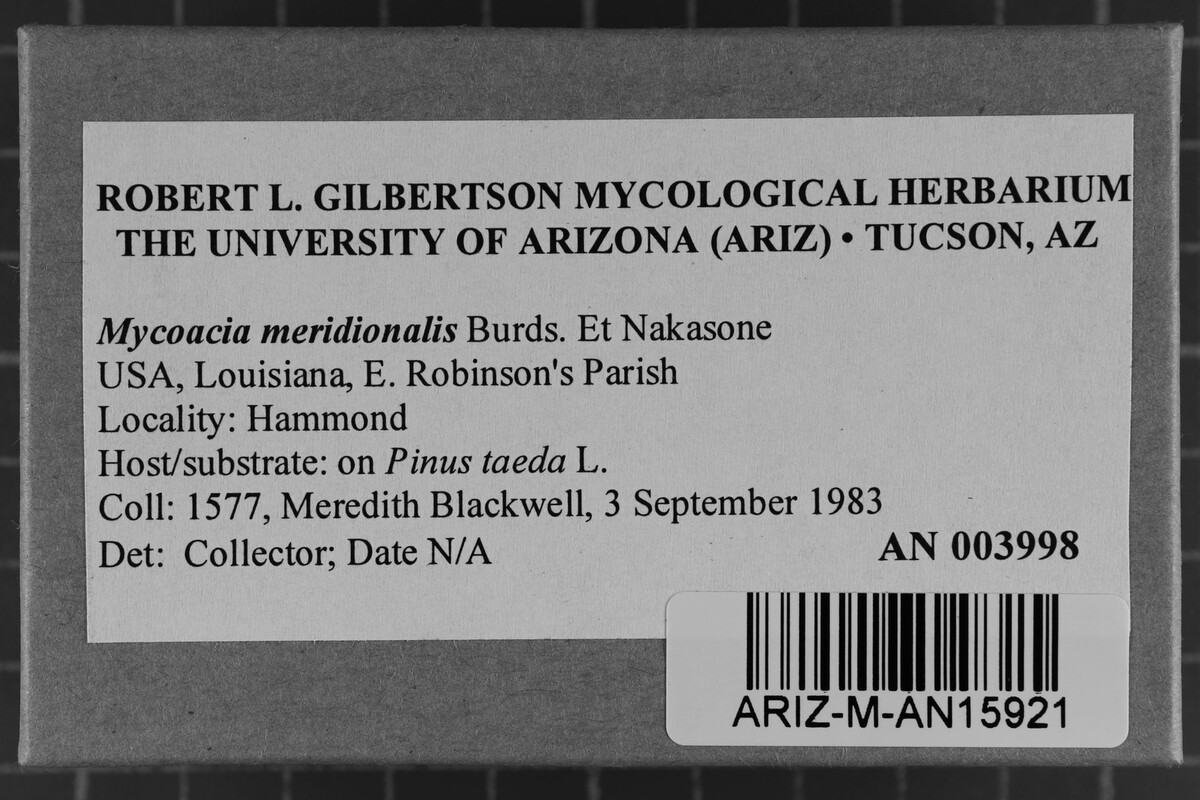 ROBERT L. GILBERTSON MYCOLOGICAL HERBARIUM
THE UNIVERSITY OF ARIZONA (ARIZ) • TUCSON, AZ
Mycoacia meridionalis Burds. Et Nakasone
USA, Louisiana, E. Robinson's Parish
Locality: Hammond
Host/substrate: on Pinus taeda L.
Coll: 1577, Meredith Blackwell, 3 September 1983
Det: Collector; Date N/A
AN 003998
ARIZ-M-AN15921